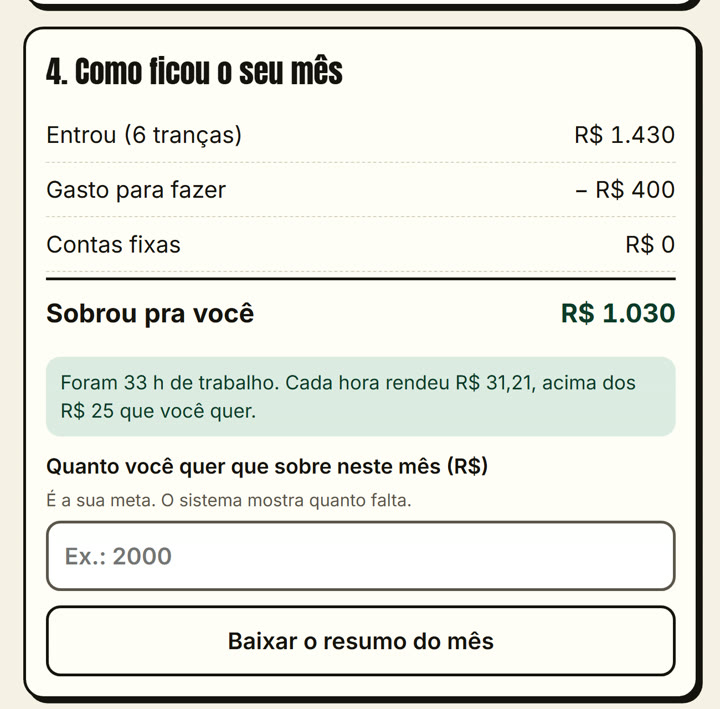 4. Como ficou o seu mês
Entrou (6 tranças) R$ 1.430
Gasto para fazer – R$ 400
Contas fixas R$ 0
Sobrou pra você R$ 1.030
Foram 33 h de trabalho. Cada hora rendeu R$ 31,21, acima dos
R$ 25 que você quer.
Quanto você quer que sobre neste mês (R$)
É a sua meta. O sistema mostra quanto falta.
Ex.: 2000
Baixar o resumo do mês